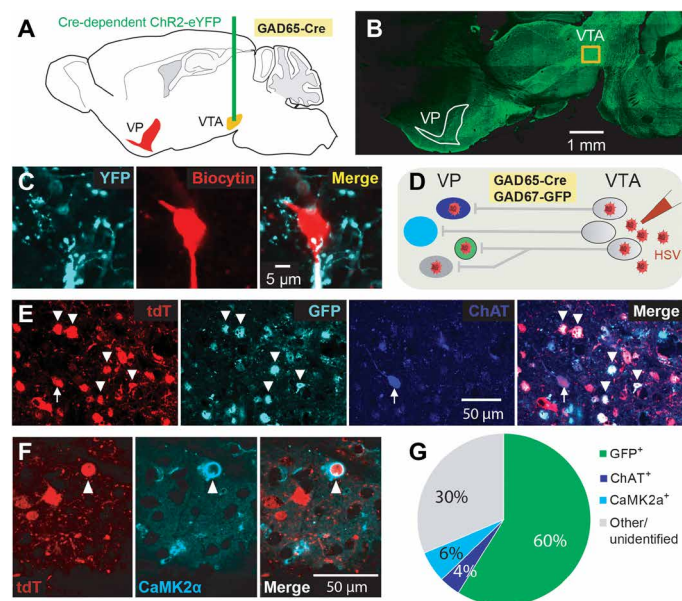 A
Cre-dependent ChR2-eYFP
GAD65-Cre
VP
VTA
B
VTA
VP
1 mm
C
YFP
Biocytin
Merge
5 µm
D
VP
GAD65-Cre
GAD67-GFP
VTA
HSV
E
tdT
GFP
ChAT
Merge
50 µm
F
tdT
CaMK2α
Merge
50 µm
G
30%
6%
4%
60%
GFP⁺
ChAT⁺
CaMK2a⁺
Other/
unidentified